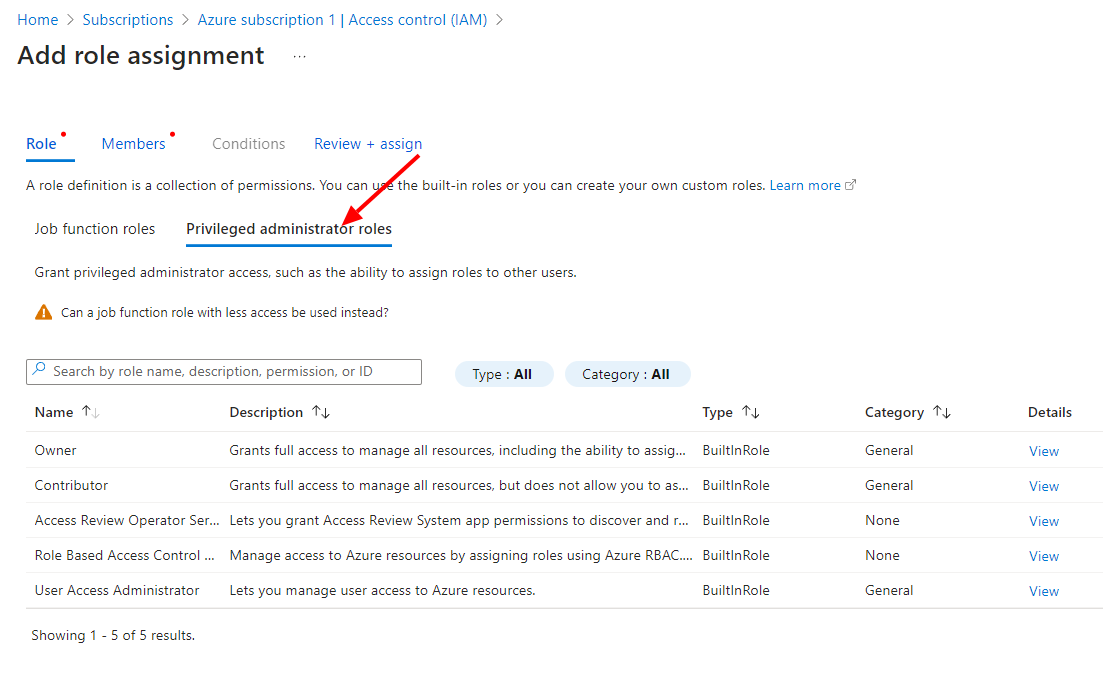 Home > Subscriptions > Azure subscription 1 | Access control (IAM) >
Add role assignment ...
Role Members Conditions Review + assign
A role definition is a collection of permissions. You can use the built-in roles or you can create your own custom roles. Learn more
Job function roles Privileged administrator roles
Grant privileged administrator access, such as the ability to assign roles to other users.
Can a job function role with less access be used instead?
Search by role name, description, permission, or ID Type : All Category : All
Name ↑↓ Description ↑↓ Type ↑↓ Category ↑↓ Details
Owner Grants full access to manage all resources, including the ability to assig... BuiltInRole General View
Contributor Grants full access to manage all resources, but does not allow you to as... BuiltInRole General View
Access Review Operator Ser... Lets you grant Access Review System app permissions to discover and r... BuiltInRole None View
Role Based Access Control ... Manage access to Azure resources by assigning roles using Azure RBAC.... BuiltInRole None View
User Access Administrator Lets you manage user access to Azure resources. BuiltInRole General View
Showing 1 - 5 of 5 results.